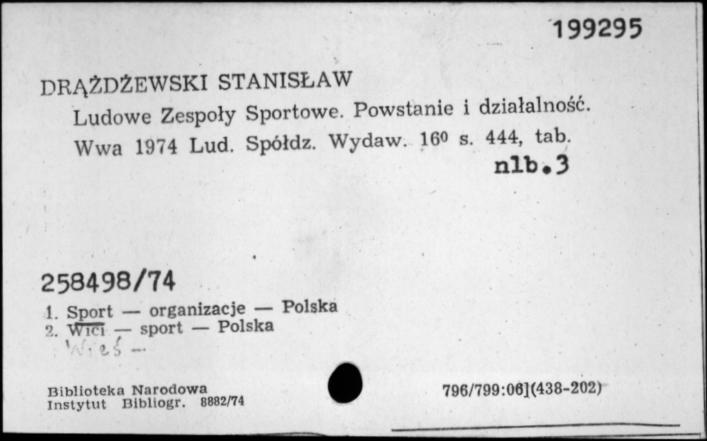 199295
DRĄŻDŻEWSKI STANISŁAW
Ludowe Zespoły Sportowe. Powstanie i działalność.
Wwa 1974 Lud. Spółdz. Wydaw. 16⁰ s. 444, tab.
nlb.3
258498/74
1. Sport — organizacje — Polska
2. Wici — sport — Polska
Wieś —
Biblioteka Narodowa
Instytut Bibliogr. 8882/74
796/799:06](438-202)